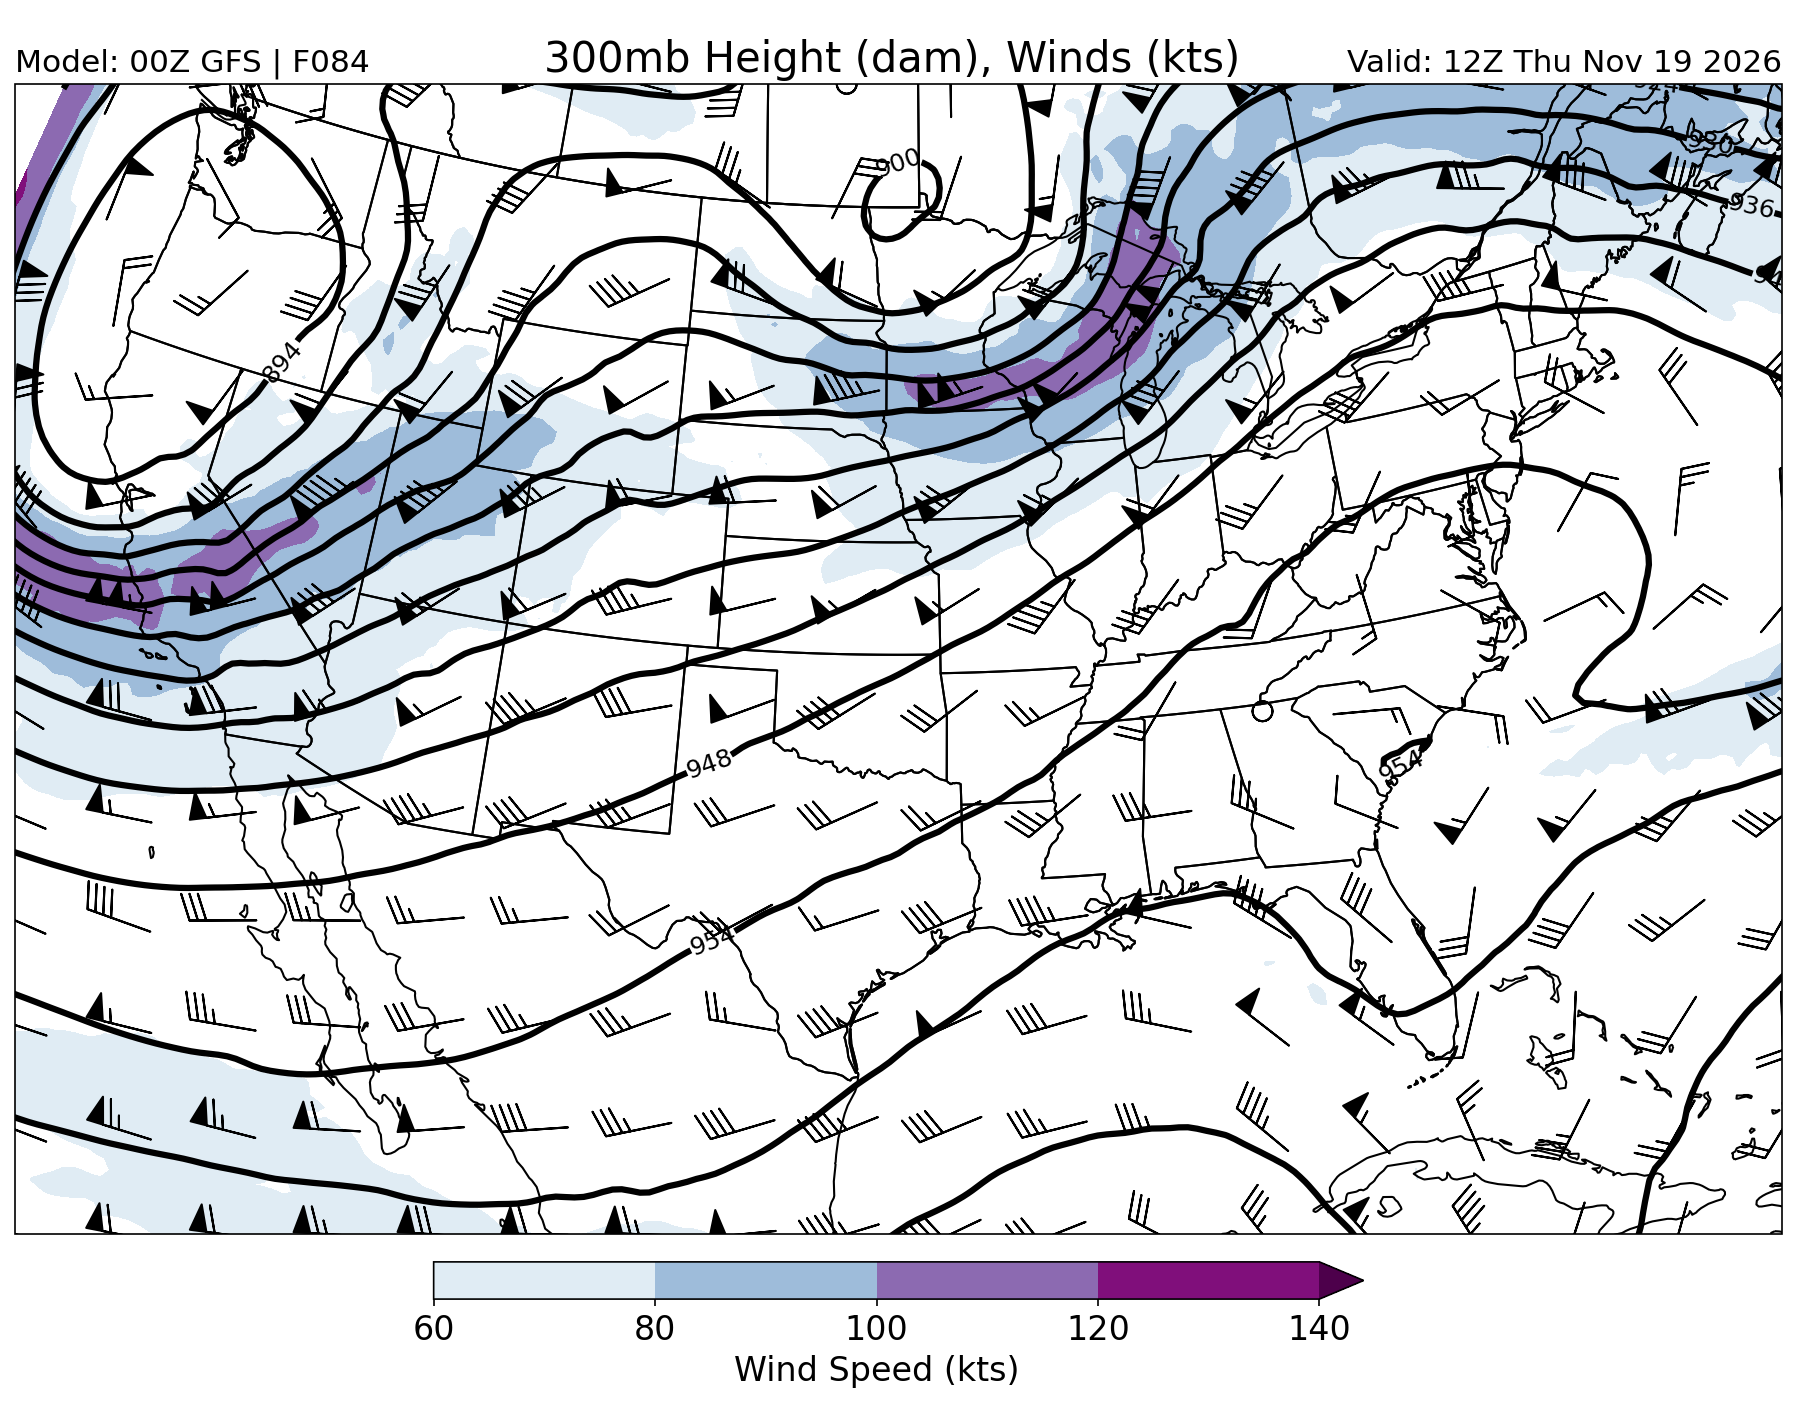 Model: 00Z GFS | F084
300mb Height (dam), Winds (kts)
Valid: 12Z Thu Nov 19 2026
900
936
894
948
954
954
60 80 100 120 140
Wind Speed (kts)